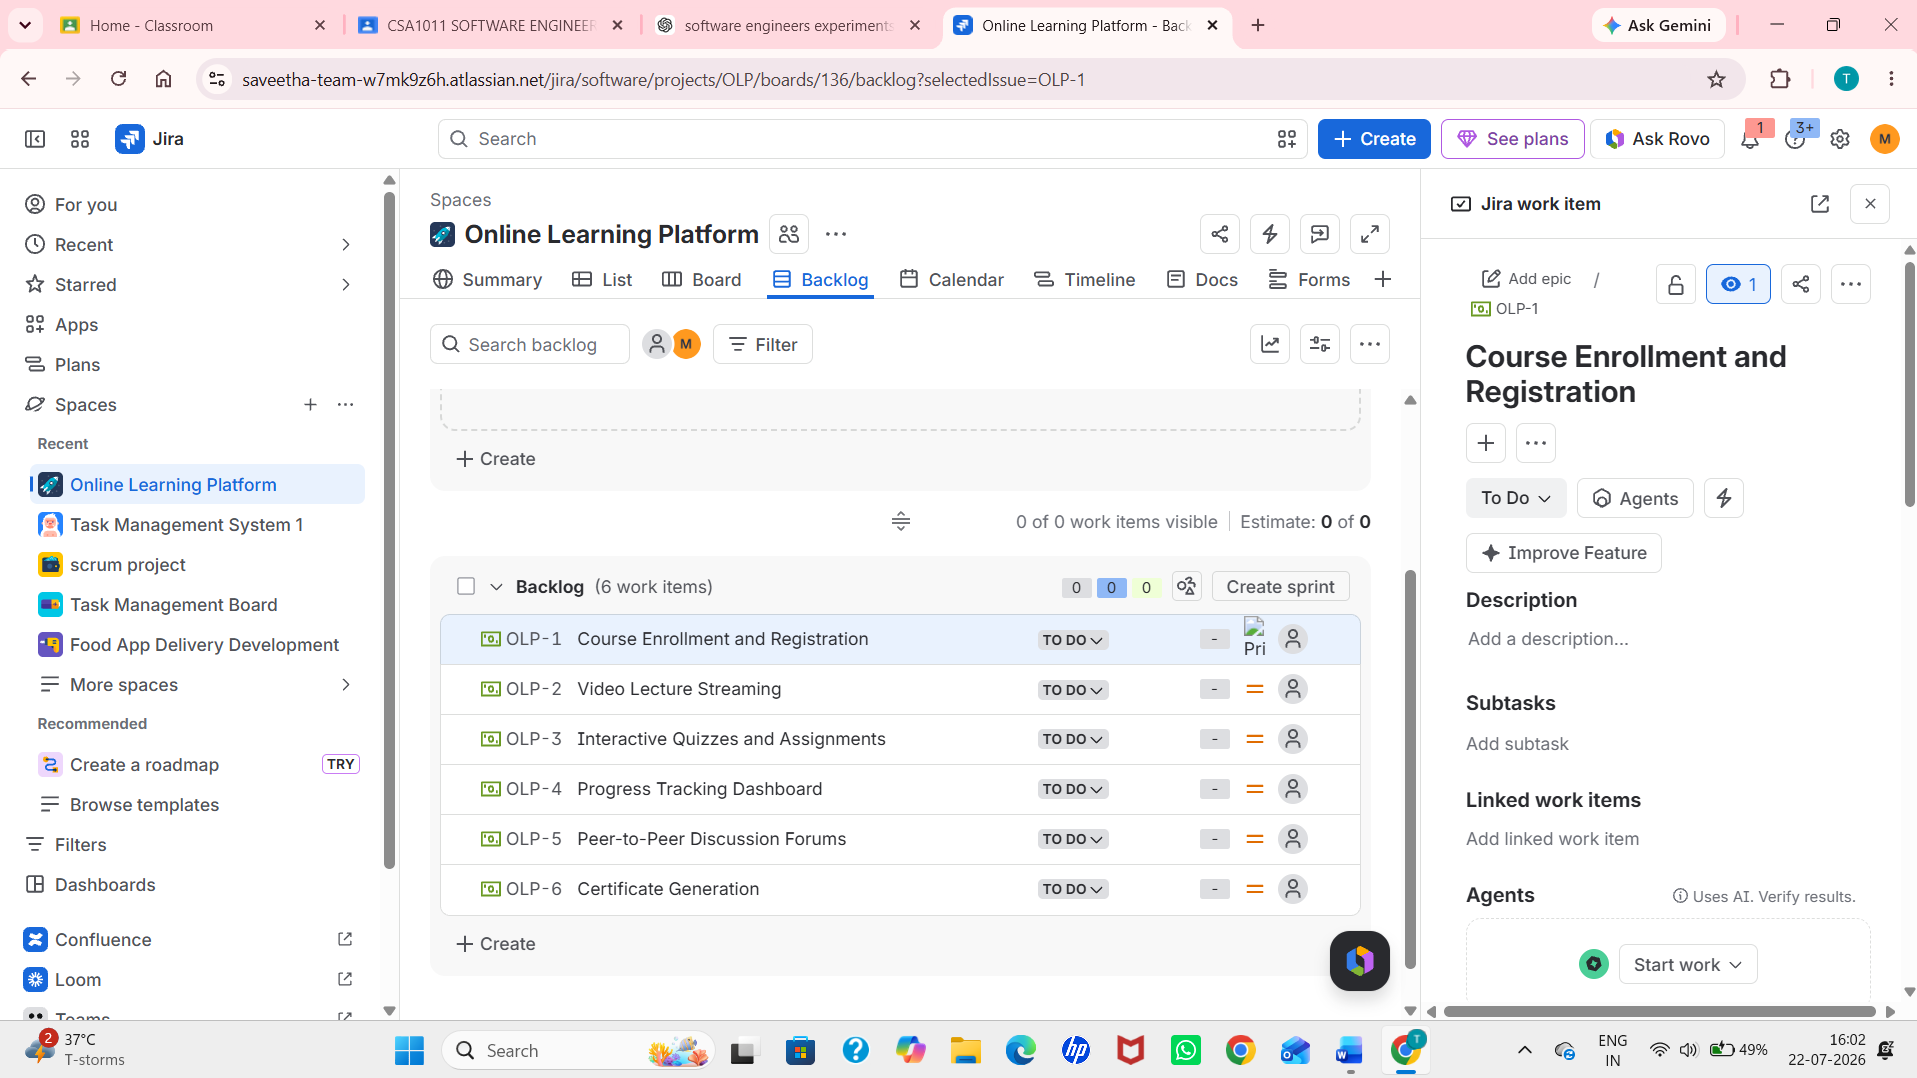 Home - Classroom
CSA1011 SOFTWARE ENGINEER
software engineers experiments
Online Learning Platform - Back
Ask Gemini
saveetha-team-w7mk9z6h.atlassian.net/jira/software/projects/OLP/boards/136/backlog?selectedIssue=OLP-1
T
Jira
Search
Create
See plans
Ask Rovo
1
3+
M
For you
Recent
Starred
Apps
Plans
Spaces
Recent
Online Learning Platform
Task Management System 1
scrum project
Task Management Board
Food App Delivery Development
More spaces
Recommended
Create a roadmap
TRY
Browse templates
Filters
Dashboards
Confluence
Loom
Teams
Spaces
Online Learning Platform
Summary
List
Board
Backlog
Calendar
Timeline
Docs
Forms
Search backlog
M
Filter
Create
0 of 0 work items visible
Estimate: 0 of 0
Backlog (6 work items)
0 0 0
Create sprint
OLP-1 Course Enrollment and Registration TO DO - Pri
OLP-2 Video Lecture Streaming TO DO -
OLP-3 Interactive Quizzes and Assignments TO DO -
OLP-4 Progress Tracking Dashboard TO DO -
OLP-5 Peer-to-Peer Discussion Forums TO DO -
OLP-6 Certificate Generation TO DO -
Create
Jira work item
Add epic /
OLP-1
1
Course Enrollment and
Registration
To Do
Agents
Improve Feature
Description
Add a description...
Subtasks
Add subtask
Linked work items
Add linked work item
Agents
Uses AI. Verify results.
Start work
2
37°C
T-storms
Search
T
ENG
IN
49%
16:02
22-07-2026